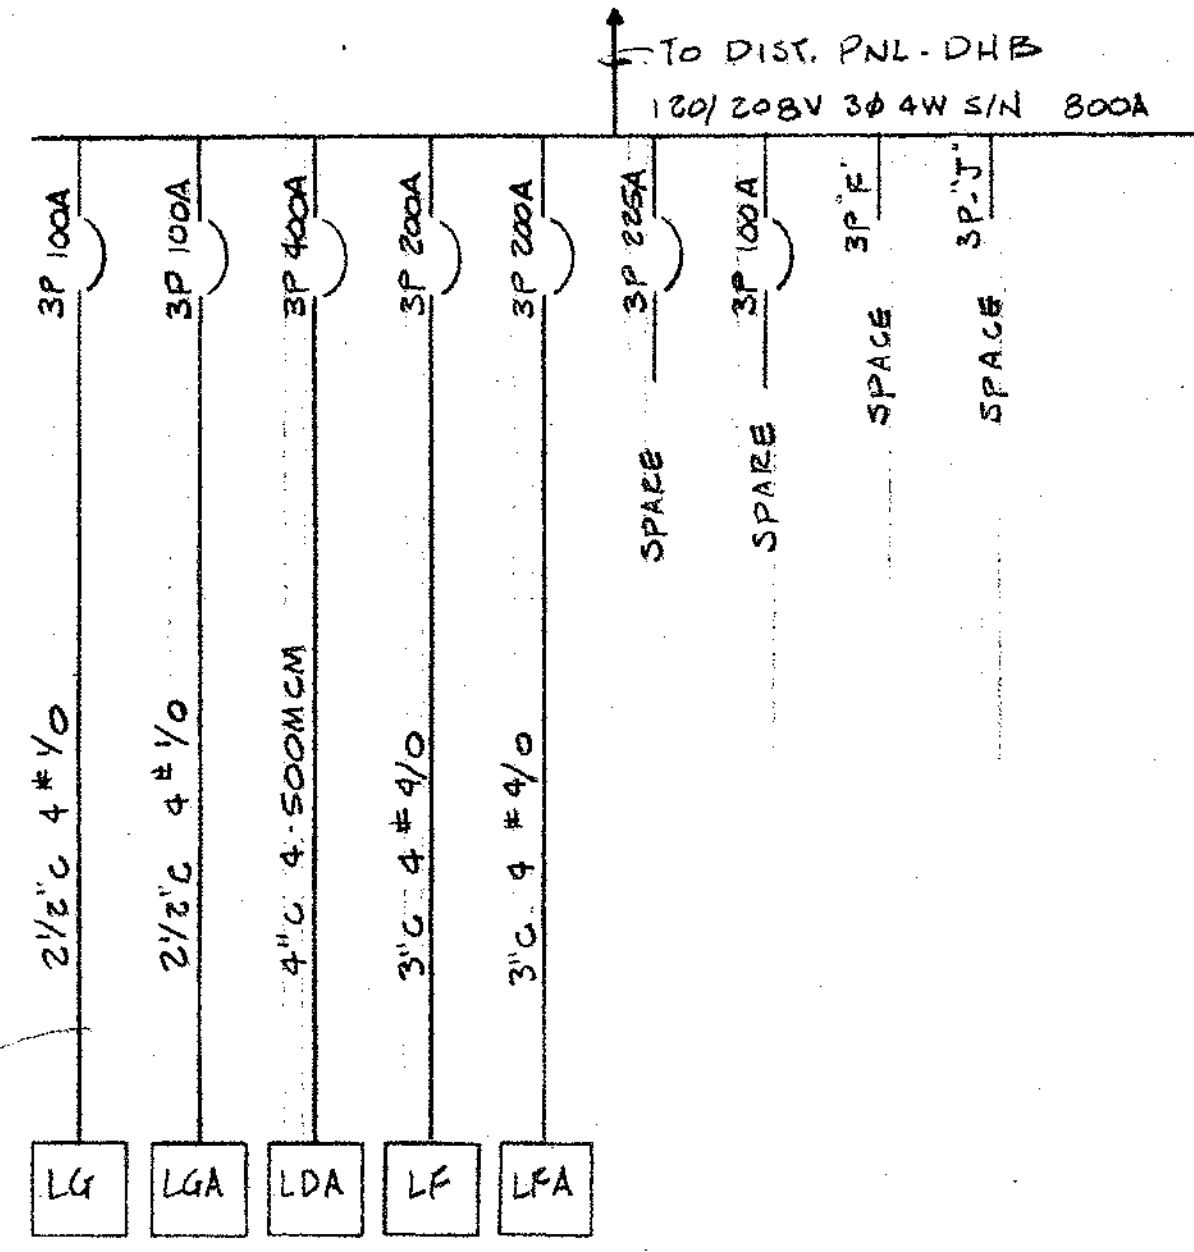 TO DIST. PNL - DHB
120/208V 3Ø 4W S/N 800A
3P 100A
3P 100A
3P 400A
3P 200A
3P 200A
3P 225A
3P 100A
3P "F"
3P-"J"
SPARE
SPARE
SPACE
SPACE
2½"C 4 #1/0
2½"C 4 #1/0
4"C 4-500MCM
3"C 4 #4/0
3"C 4 #4/0
LG
LGA
LDA
LF
LFA